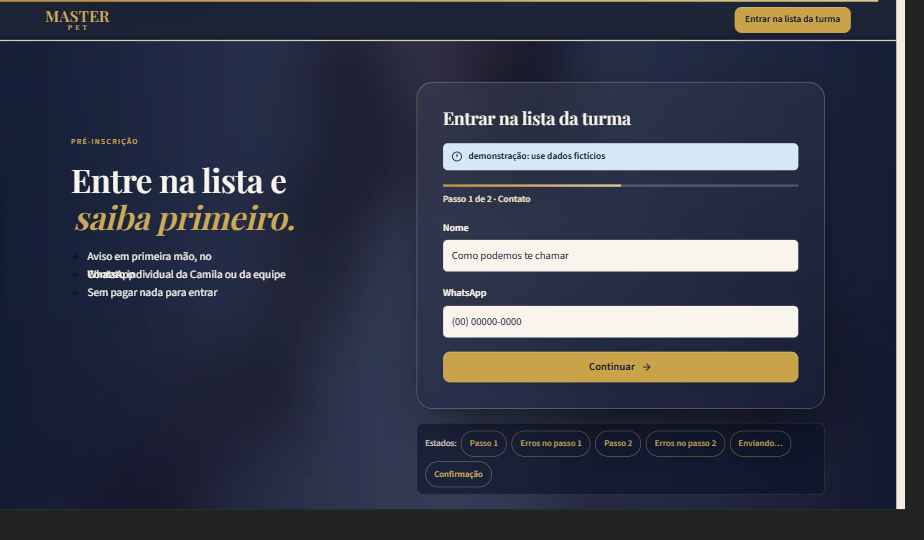 MASTER
PET
Entrar na lista da turma
PRÉ-INSCRIÇÃO
Entre na lista e
saiba primeiro.
Aviso em primeira mão, no
WhatsApp
individual da Camila ou da equipe
Sem pagar nada para entrar
Entrar na lista da turma
demonstração: use dados fictícios
Passo 1 de 2 - Contato
Nome
Como podemos te chamar
WhatsApp
(00) 00000-0000
Continuar →
Estados: Passo 1 Erros no passo 1 Passo 2 Erros no passo 2 Enviando...
Confirmação